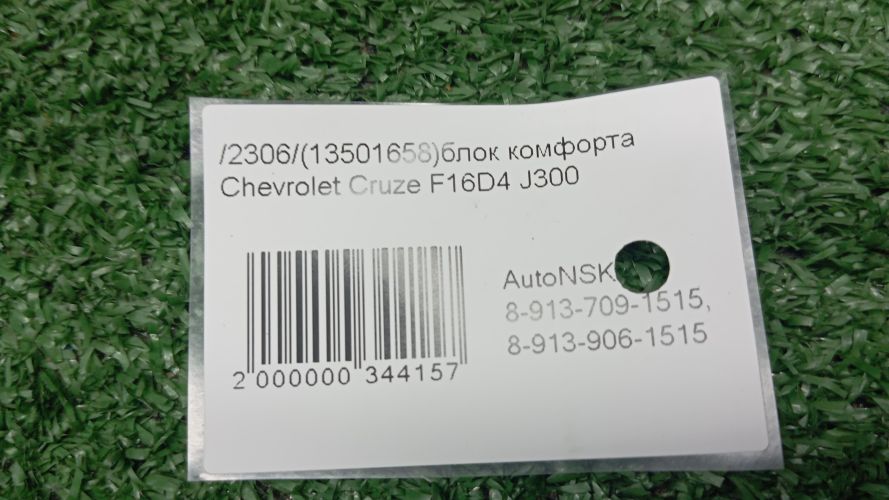 /2306/(13501658)блок комфорта
Chevrolet Cruze F16D4 J300
AutoNSK
8-913-709-1515,
8-913-906-1515
2 000000 344157